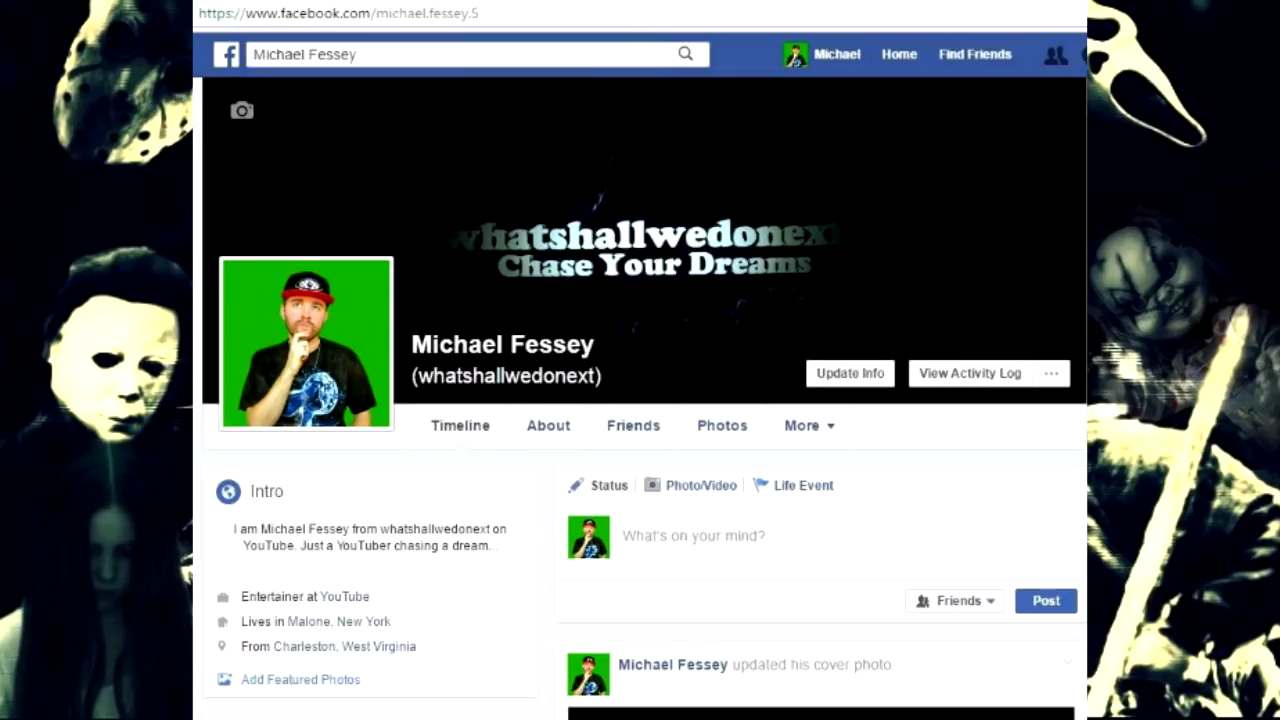 https://www.facebook.com/michael.fessey.5
f Michael Fessey
Michael Home Find Friends
whatshallwedonext
Chase Your Dreams
Michael Fessey
(whatshallwedonext)
Update Info View Activity Log ...
Timeline About Friends Photos More
Intro
Status Photo/Video Life Event
I am Michael Fessey from whatshallwedonext on
YouTube. Just a YouTuber chasing a dream...
What's on your mind?
Entertainer at YouTube
Lives in Malone, New York
From Charleston, West Virginia
Add Featured Photos
Friends Post
Michael Fessey updated his cover photo